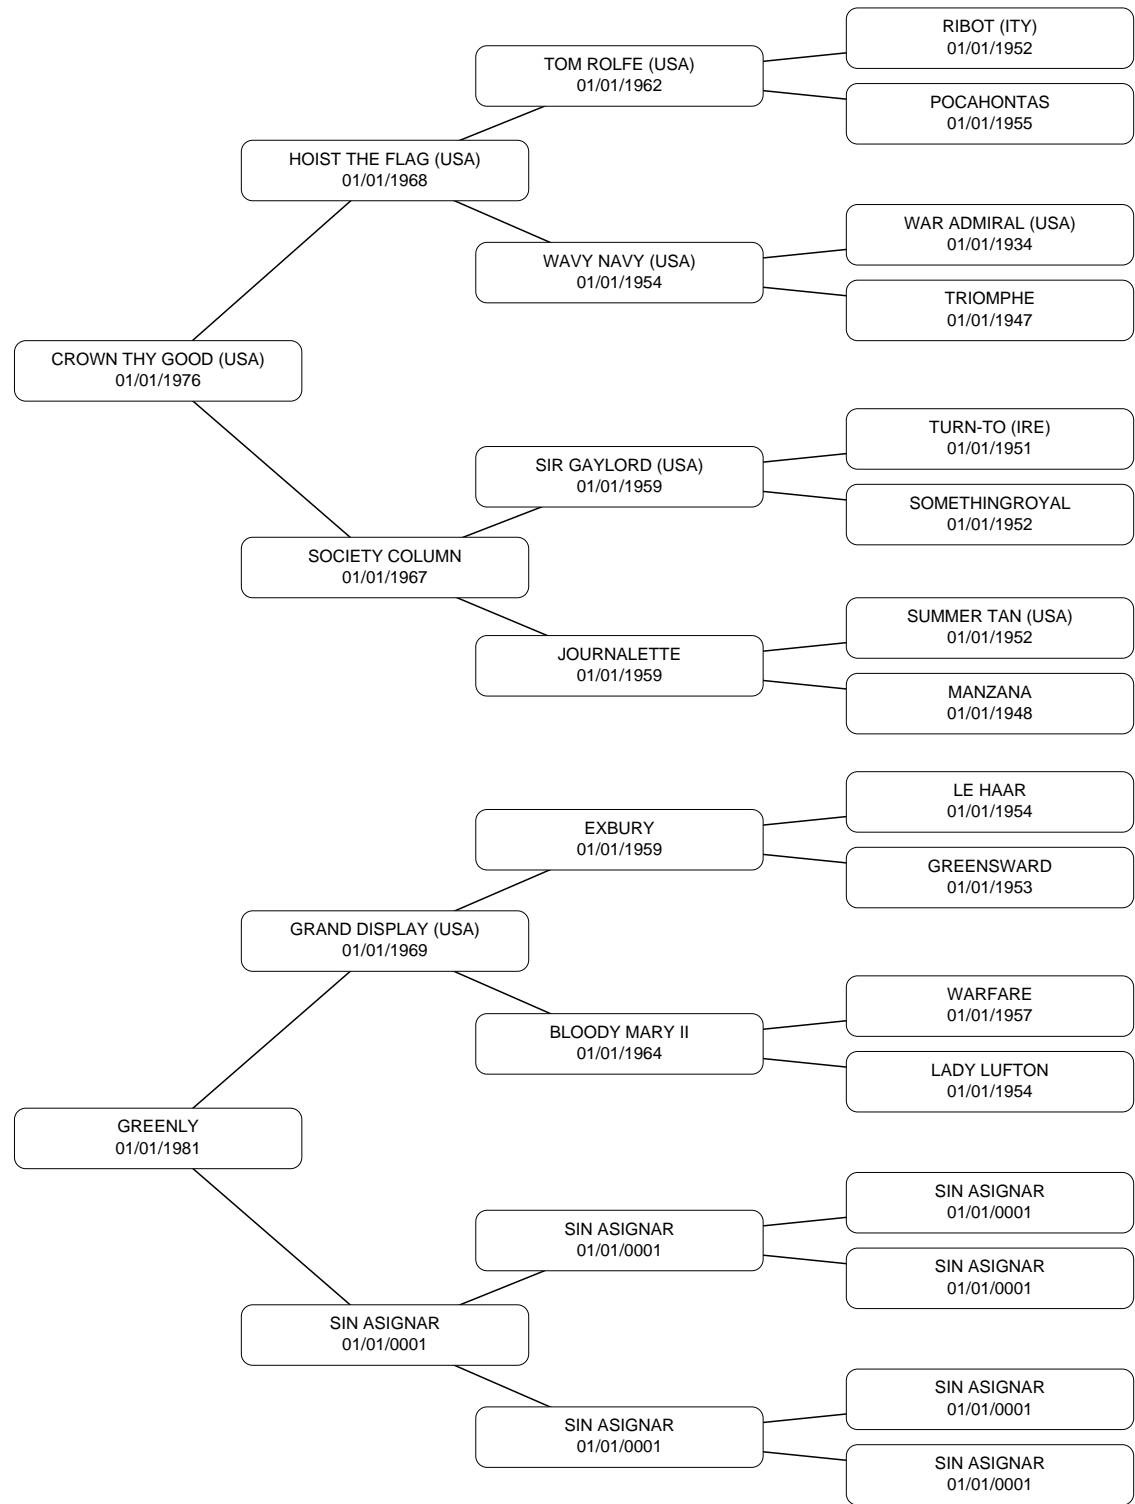 RIBOT (ITY)
01/01/1952
TOM ROLFE (USA)
01/01/1962
POCAHONTAS
01/01/1955
HOIST THE FLAG (USA)
01/01/1968
WAR ADMIRAL (USA)
01/01/1934
WAVY NAVY (USA)
01/01/1954
TRIOMPHE
01/01/1947
CROWN THY GOOD (USA)
01/01/1976
TURN-TO (IRE)
01/01/1951
SIR GAYLORD (USA)
01/01/1959
SOMETHINGROYAL
01/01/1952
SOCIETY COLUMN
01/01/1967
SUMMER TAN (USA)
01/01/1952
JOURNALETTE
01/01/1959
MANZANA
01/01/1948
LE HAAR
01/01/1954
EXBURY
01/01/1959
GREENSWARD
01/01/1953
GRAND DISPLAY (USA)
01/01/1969
WARFARE
01/01/1957
BLOODY MARY II
01/01/1964
LADY LUFTON
01/01/1954
GREENLY
01/01/1981
SIN ASIGNAR
01/01/0001
SIN ASIGNAR
01/01/0001
SIN ASIGNAR
01/01/0001
SIN ASIGNAR
01/01/0001
SIN ASIGNAR
01/01/0001
SIN ASIGNAR
01/01/0001
SIN ASIGNAR
01/01/0001